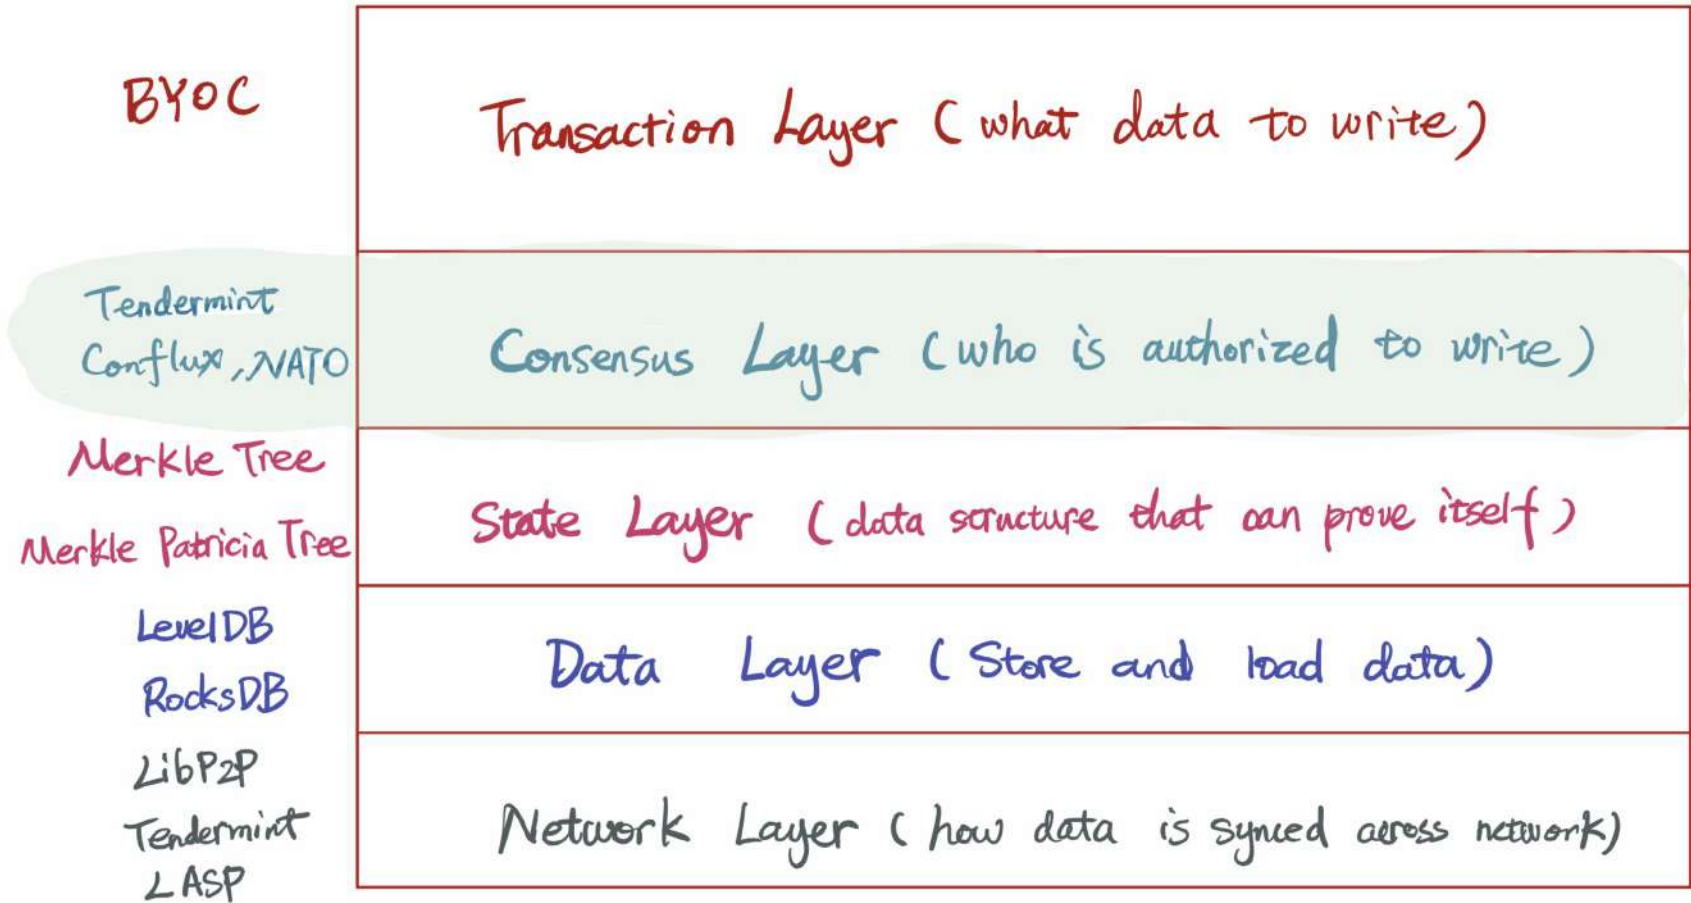 BYOC
Transaction Layer (what data to write)
Tendermint
Conflux, NATO
Consensus Layer (who is authorized to write)
Merkle Tree
Merkle Patricia Tree
State Layer (data structure that can prove itself)
LevelDB
RocksDB
Data Layer (Store and load data)
LibP2P
Tendermint
LASP
Network Layer (how data is synced across network)